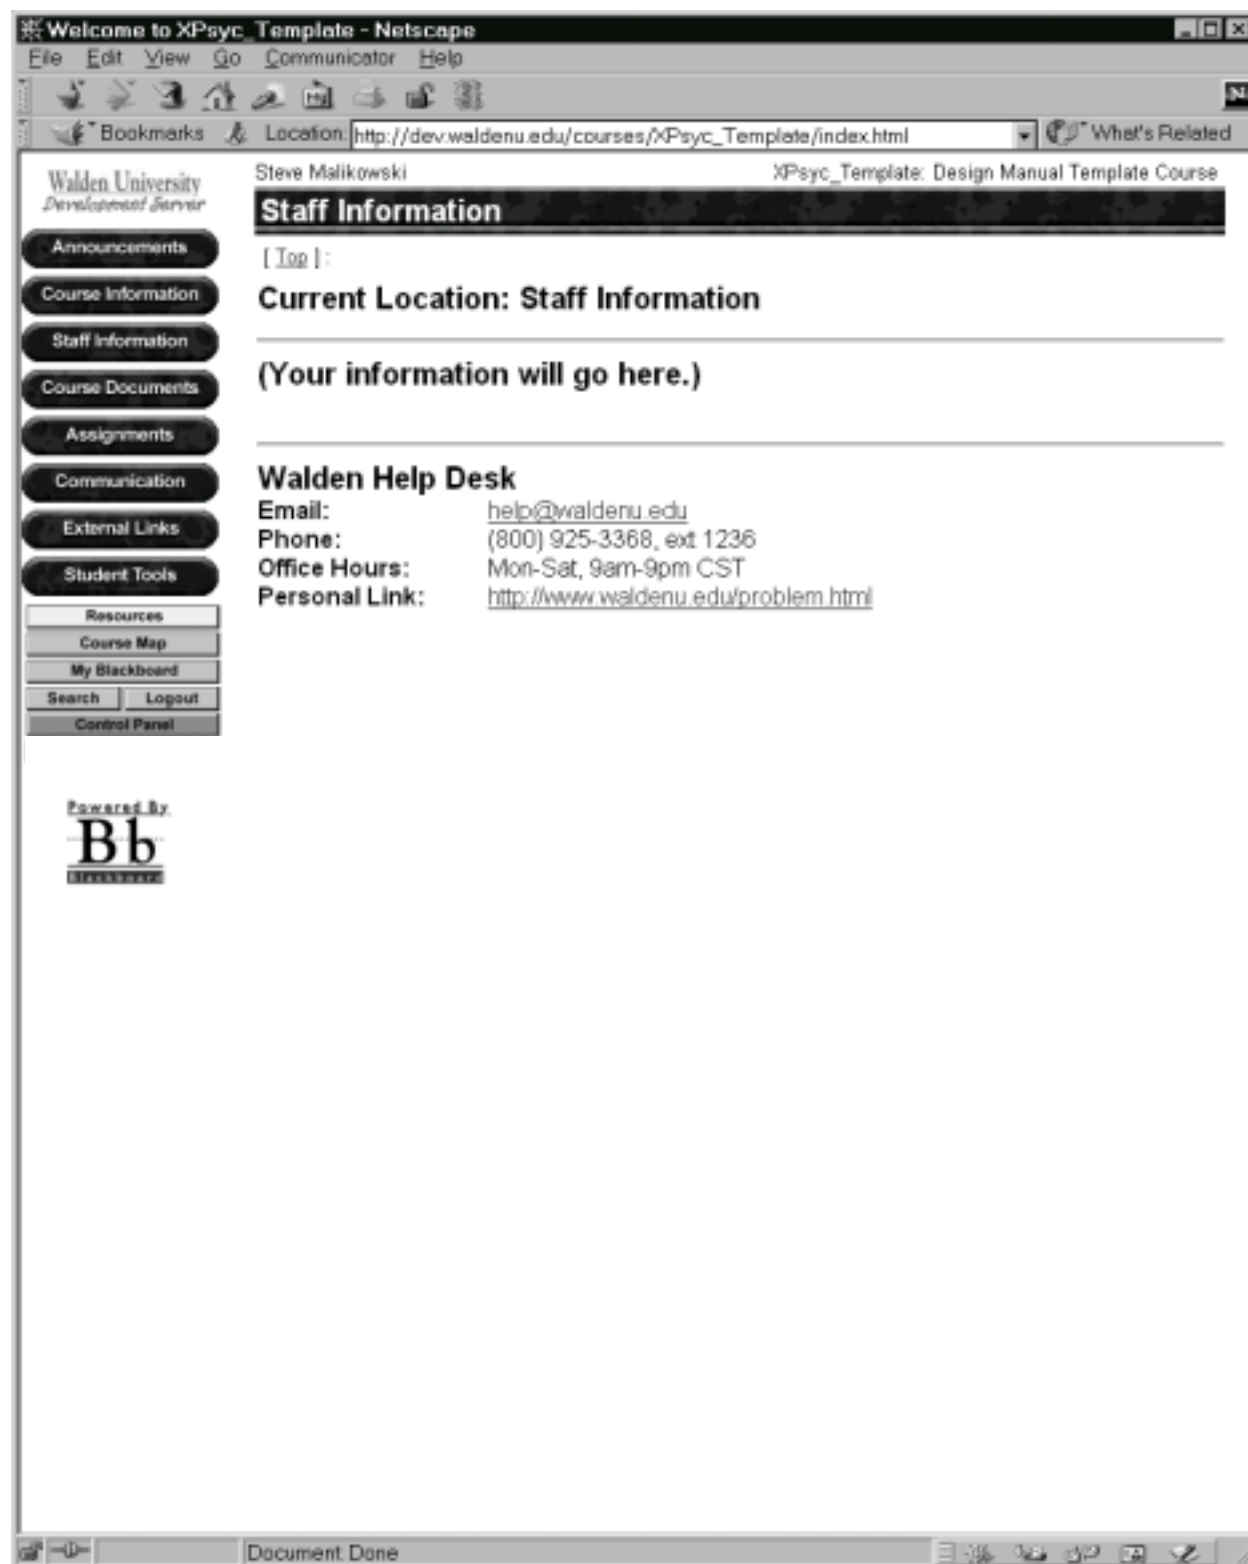 Welcome to XPsyc_Template - Netscape
File Edit View Go Communicator Help
Bookmarks Location: http://dev.waldenu.edu/courses/XPsyc_Template/index.html What's Related
Walden University
Development Server
Steve Malikowski XPsyc_Template: Design Manual Template Course
Staff Information
[ Top ] :
Current Location: Staff Information
(Your information will go here.)
Walden Help Desk
Email: help@waldenu.edu
Phone: (800) 925-3368, ext 1236
Office Hours: Mon-Sat, 9am-9pm CST
Personal Link: http://www.waldenu.edu/problem.html
Announcements
Course Information
Staff Information
Course Documents
Assignments
Communication
External Links
Student Tools
Resources
Course Map
My Blackboard
Search Logout
Control Panel
Powered By
Bb
Blackboard
Document: Done